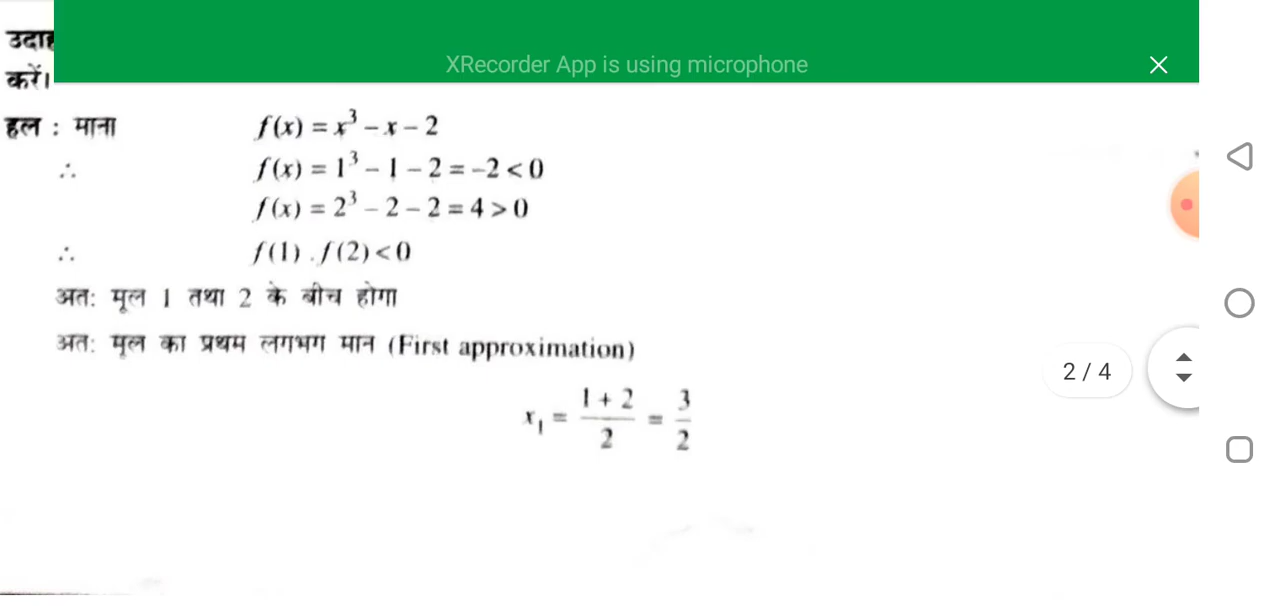 XRecorder App is using microphone
करें।
हल : माना f(x) = x³ – x – 2
∴ f(x) = 1³ – 1 – 2 = –2 < 0
f(x) = 2³ – 2 – 2 = 4 > 0
∴ f(1) . f(2) < 0
अतः मूल 1 तथा 2 के बीच होगा
अतः मूल का प्रथम लगभग मान (First approximation)
2 / 4
x₁ = (1 + 2)/2 = 3/2